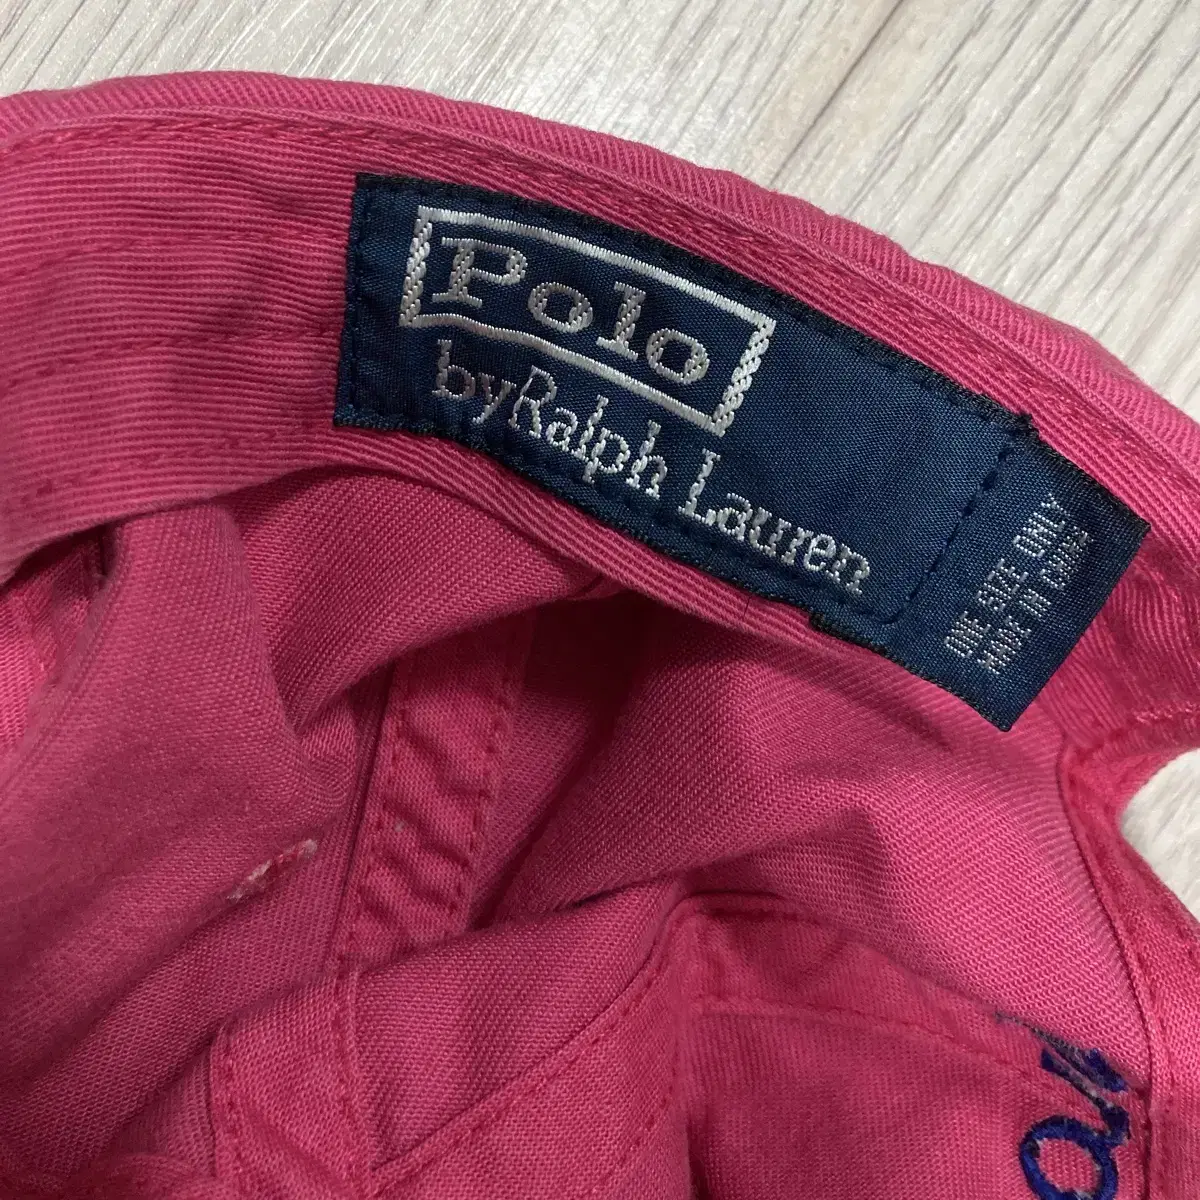 Polo
by Ralph Lauren
ONE SIZE ONLY
MADE IN CHINA